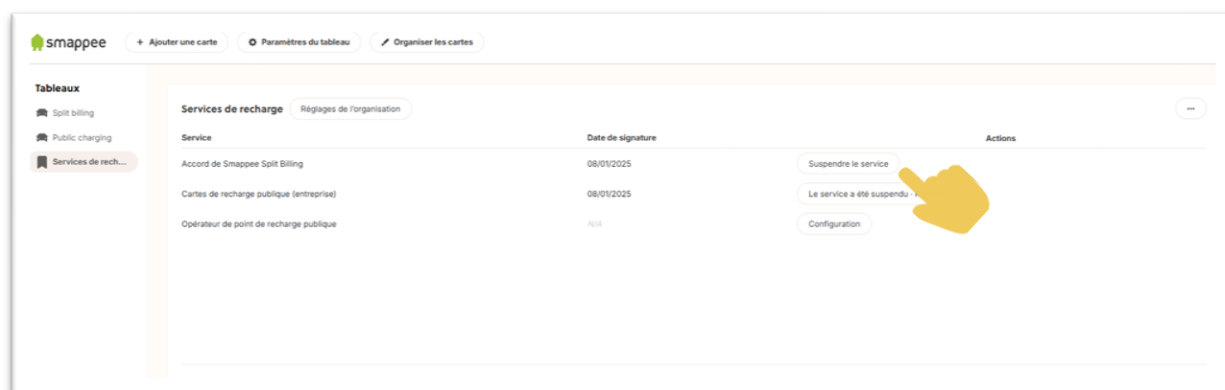 smappee
+ Ajouter une carte
Paramètres du tableau
Organiser les cartes
Tableaux
Split billing
Public charging
Services de rech...
Services de recharge
Réglages de l'organisation
...
Service
Date de signature
Actions
Accord de Smappee Split Billing
08/01/2025
Suspendre le service
Cartes de recharge publique (entreprise)
08/01/2025
Le service a été suspendu -
Opérateur de point de recharge publique
N/A
Configuration